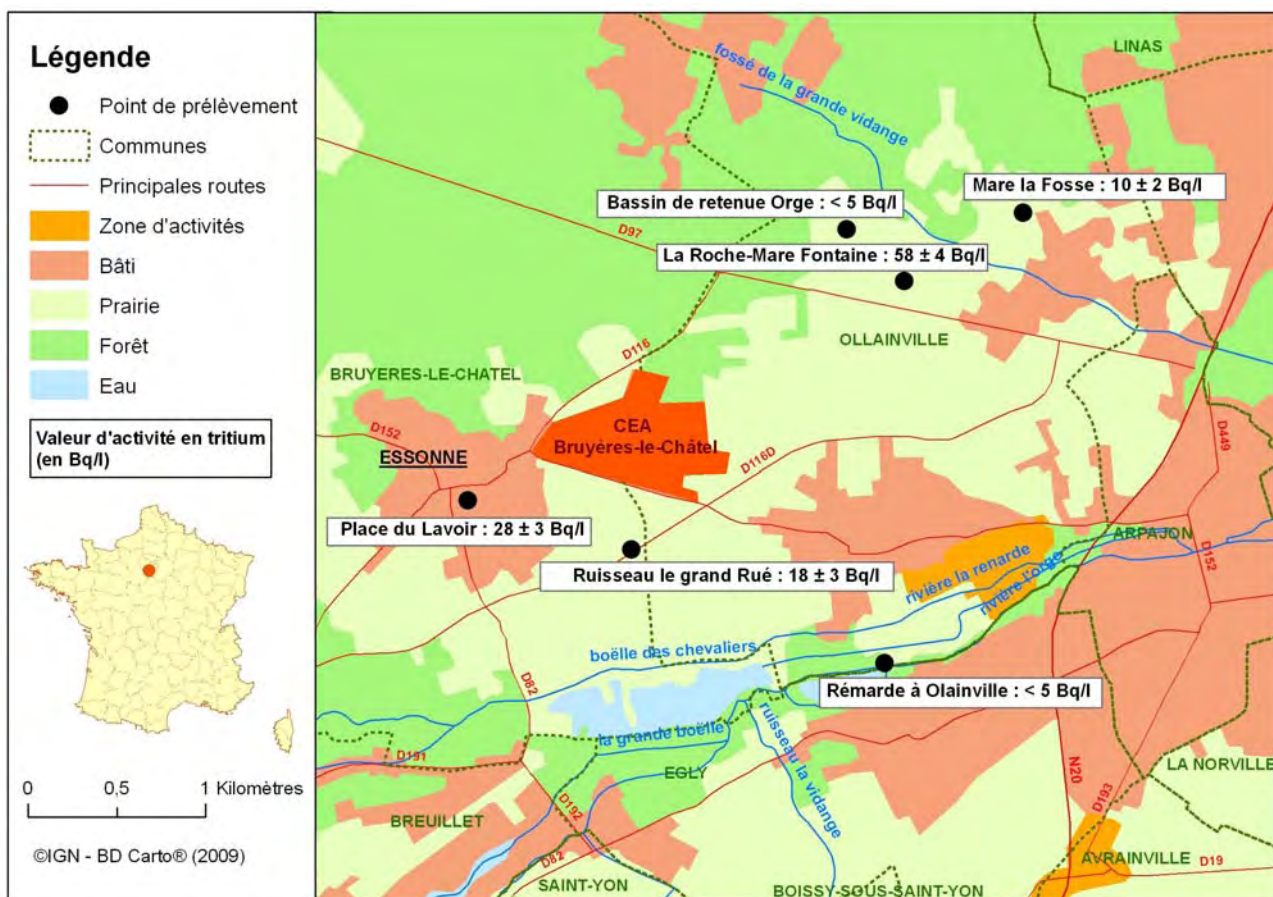 Légende
Point de prélèvement
Communes
Principales routes
Zone d'activités
Bâti
Prairie
Forêt
Eau
Valeur d'activité en tritium
(en Bq/l)
0 0,5 1 Kilomètres
©IGN - BD Carto® (2009)
LINAS
fossé de la grande vidange
Mare la Fosse : 10 ± 2 Bq/l
Bassin de retenue Orge : < 5 Bq/l
D97
La Roche-Mare Fontaine : 58 ± 4 Bq/l
OLLAINVILLE
D116
BRUYERES-LE-CHATEL
CEA
Bruyères-le-Châtel
D152
ESSONNE
D116D
D449
Place du Lavoir : 28 ± 3 Bq/l
ARPAJON
D152
Ruisseau le grand Rué : 18 ± 3 Bq/l
rivière la renarde
rivière l'orge
boëlle des chevaliers
D82
Rémarde à Olainville : < 5 Bq/l
la grande boëlle
ruisseau la vidange
D191
EGLY
N20
LA NORVILLE
D193
D192
BREUILLET
D82
AVRAINVILLE
D19
SAINT-YON
BOISSY-SOUS-SAINT-YON